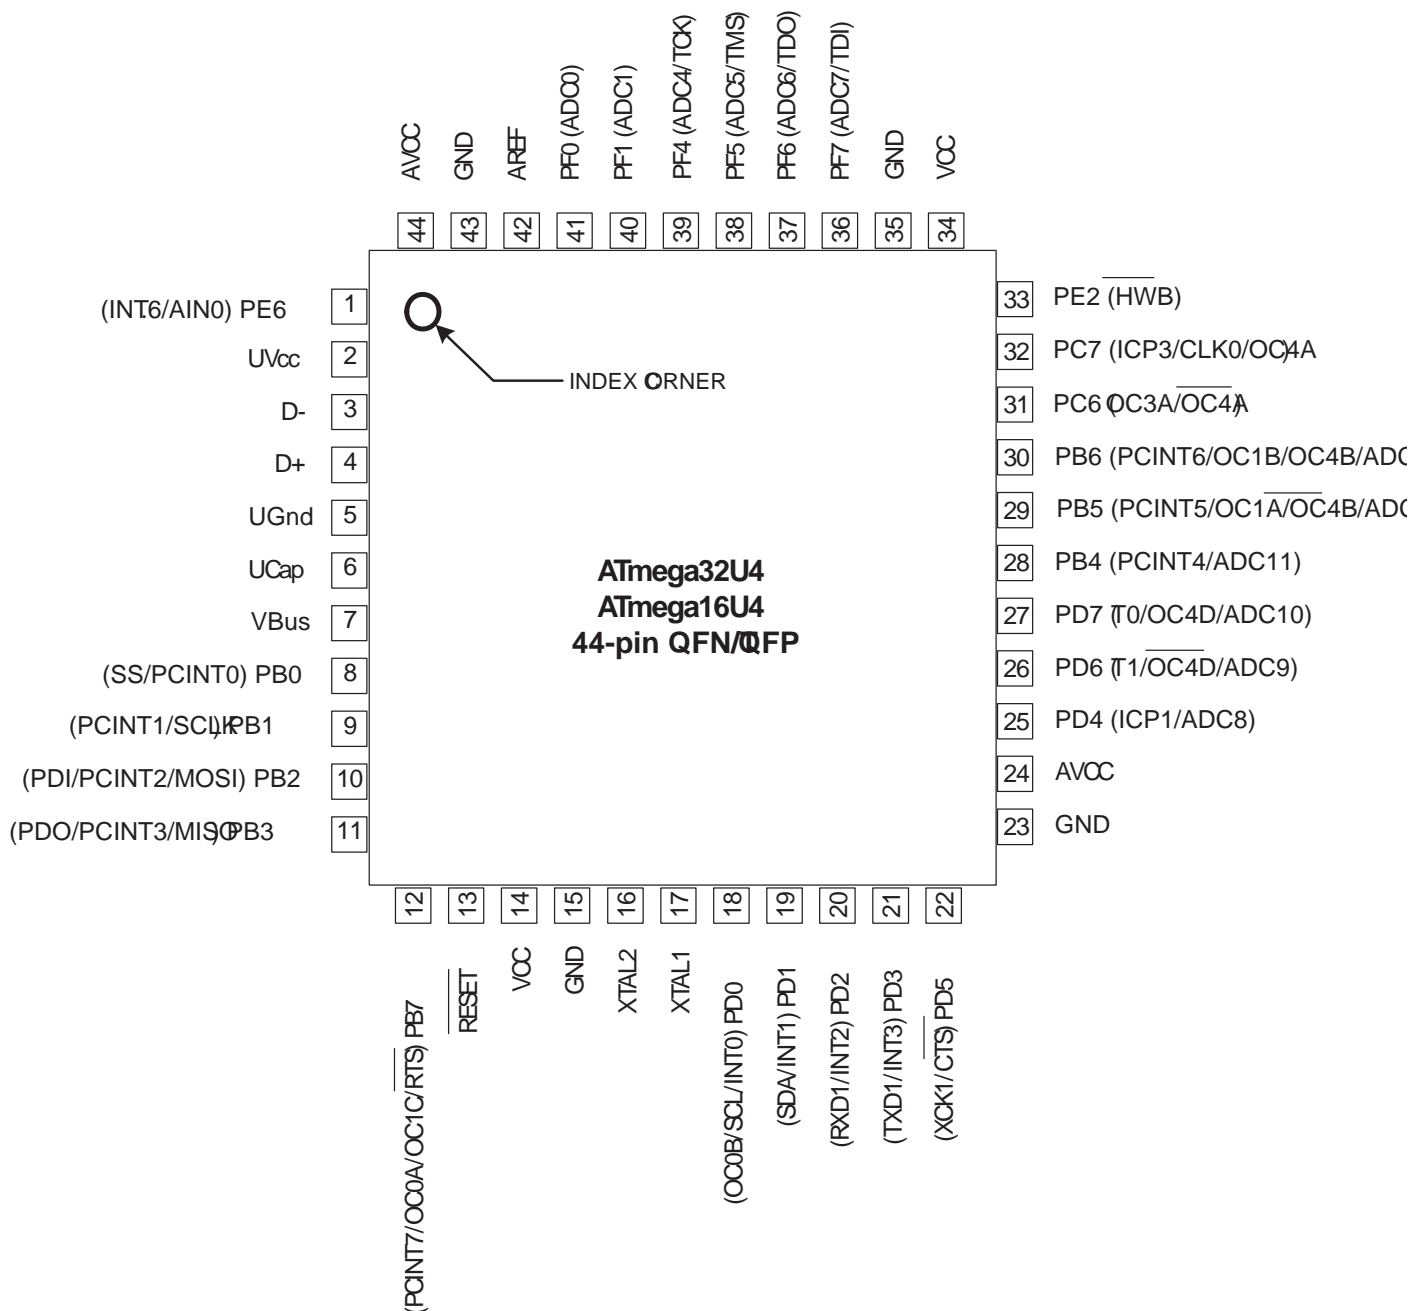 AVCC
GND
AREF
PF0 (ADC0)
PF1 (ADC1)
PF4 (ADC4/TCK)
PF5 (ADC5/TMS)
PF6 (ADC6/TDO)
PF7 (ADC7/TDI)
GND
VCC
44
43
42
41
40
39
38
37
36
35
34
(INT.6/AIN0) PE6 1
UVcc 2
D- 3
D+ 4
UGnd 5
UCap 6
VBus 7
(SS/PCINT0) PB0 8
(PCINT1/SCLK) PB1 9
(PDI/PCINT2/MOSI) PB2 10
(PDO/PCINT3/MISO) PB3 11
INDEX CORNER
ATmega32U4
ATmega16U4
44-pin QFN/TQFP
33 PE2 (HWB)
32 PC7 (ICP3/CLK0/OC4A)
31 PC6 (OC3A/OC4A)
30 PB6 (PCINT6/OC1B/OC4B/ADC
29 PB5 (PCINT5/OC1A/OC4B/ADC
28 PB4 (PCINT4/ADC11)
27 PD7 (T0/OC4D/ADC10)
26 PD6 (T1/OC4D/ADC9)
25 PD4 (ICP1/ADC8)
24 AVCC
23 GND
12
13
14
15
16
17
18
19
20
21
22
(PCINT7/OC0A/OC1C/RTS) PB7
RESET
VCC
GND
XTAL2
XTAL1
(OC0B/SCL/INT0) PD0
(SDA/INT1) PD1
(RXD1/INT2) PD2
(TXD1/INT3) PD3
(XCK1/CTS) PD5